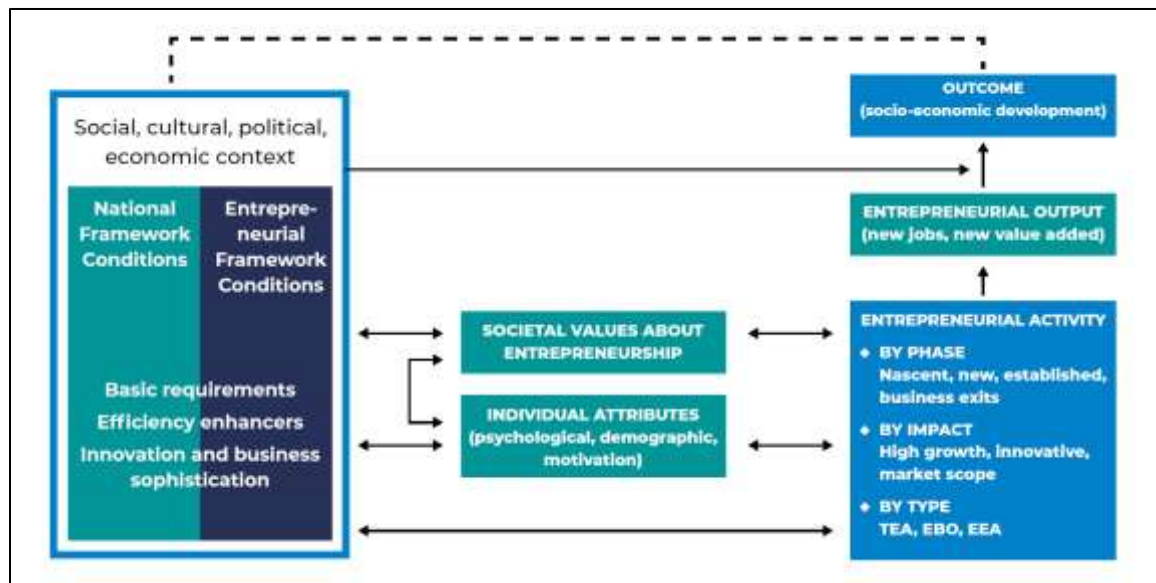 Social, cultural, political,
economic context
National
Framework
Conditions
Entrepre-
neurial
Framework
Conditions
Basic requirements
Efficiency enhancers
Innovation and business
sophistication
SOCIETAL VALUES ABOUT
ENTREPRENEURSHIP
INDIVIDUAL ATTRIBUTES
(psychological, demographic,
motivation)
OUTCOME
(socio-economic development)
ENTREPRENEURIAL OUTPUT
(new jobs, new value added)
ENTREPRENEURIAL ACTIVITY
◆ BY PHASE
Nascent, new, established,
business exits
◆ BY IMPACT
High growth, innovative,
market scope
◆ BY TYPE
TEA, EBO, EEA